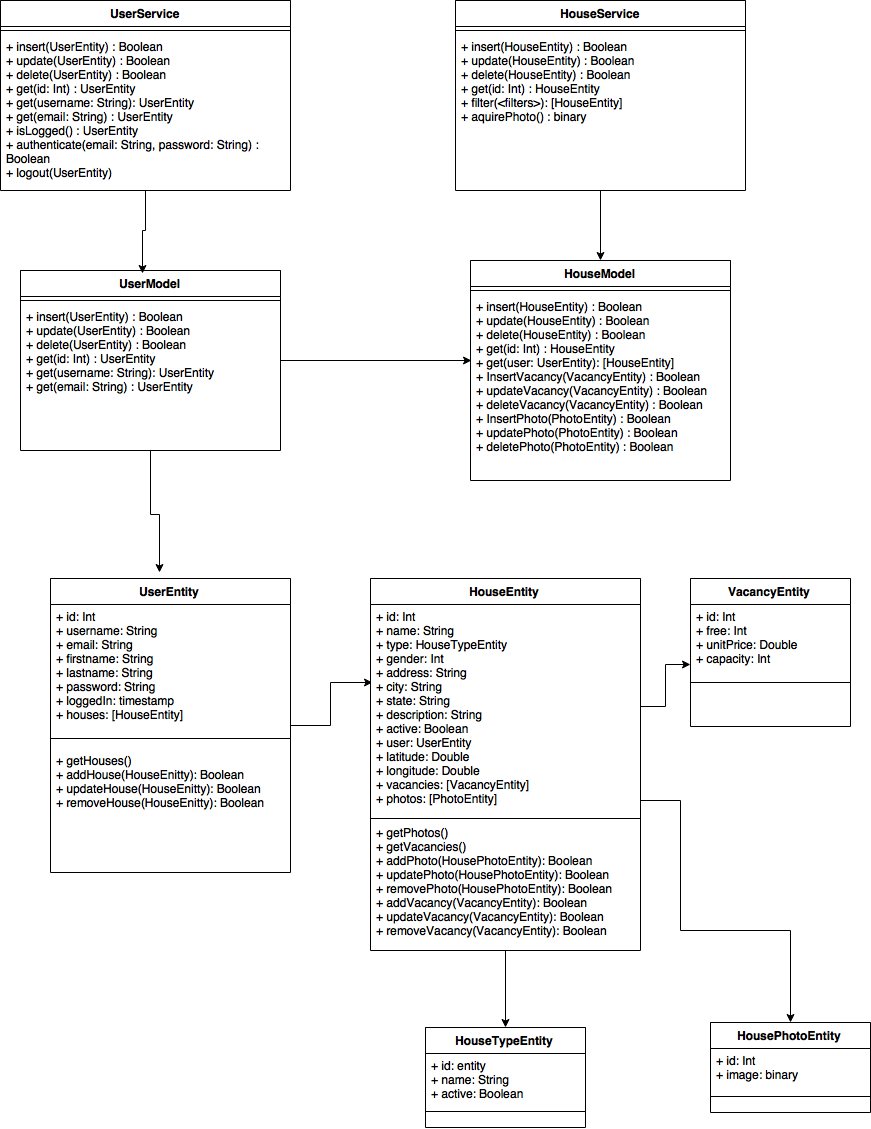 UserService
+ insert(UserEntity) : Boolean
+ update(UserEntity) : Boolean
+ delete(UserEntity) : Boolean
+ get(id: Int) : UserEntity
+ get(username: String): UserEntity
+ get(email: String) : UserEntity
+ isLogged() : UserEntity
+ authenticate(email: String, password: String) :
Boolean
+ logout(UserEntity)
HouseService
+ insert(HouseEntity) : Boolean
+ update(HouseEntity) : Boolean
+ delete(HouseEntity) : Boolean
+ get(id: Int) : HouseEntity
+ filter(<filters>): [HouseEntity]
+ aquirePhoto() : binary
UserModel
+ insert(UserEntity) : Boolean
+ update(UserEntity) : Boolean
+ delete(UserEntity) : Boolean
+ get(id: Int) : UserEntity
+ get(username: String): UserEntity
+ get(email: String) : UserEntity
HouseModel
+ insert(HouseEntity) : Boolean
+ update(HouseEntity) : Boolean
+ delete(HouseEntity) : Boolean
+ get(id: Int) : HouseEntity
+ get(user: UserEntity): [HouseEntity]
+ InsertVacancy(VacancyEntity) : Boolean
+ updateVacancy(VacancyEntity) : Boolean
+ deleteVacancy(VacancyEntity) : Boolean
+ InsertPhoto(PhotoEntity) : Boolean
+ updatePhoto(PhotoEntity) : Boolean
+ deletePhoto(PhotoEntity) : Boolean
UserEntity
+ id: Int
+ username: String
+ email: String
+ firstname: String
+ lastname: String
+ password: String
+ loggedIn: timestamp
+ houses: [HouseEntity]
+ getHouses()
+ addHouse(HouseEnitty): Boolean
+ updateHouse(HouseEnitty): Boolean
+ removeHouse(HouseEnitty): Boolean
HouseEntity
+ id: Int
+ name: String
+ type: HouseTypeEntity
+ gender: Int
+ address: String
+ city: String
+ state: String
+ description: String
+ active: Boolean
+ user: UserEntity
+ latitude: Double
+ longitude: Double
+ vacancies: [VacancyEntity]
+ photos: [PhotoEntity]
+ getPhotos()
+ getVacancies()
+ addPhoto(HousePhotoEntity): Boolean
+ updatePhoto(HousePhotoEntity): Boolean
+ removePhoto(HousePhotoEntity): Boolean
+ addVacancy(VacancyEntity): Boolean
+ updateVacancy(VacancyEntity): Boolean
+ removeVacancy(VacancyEntity): Boolean
VacancyEntity
+ id: Int
+ free: Int
+ unitPrice: Double
+ capacity: Int
HouseTypeEntity
+ id: entity
+ name: String
+ active: Boolean
HousePhotoEntity
+ id: Int
+ image: binary